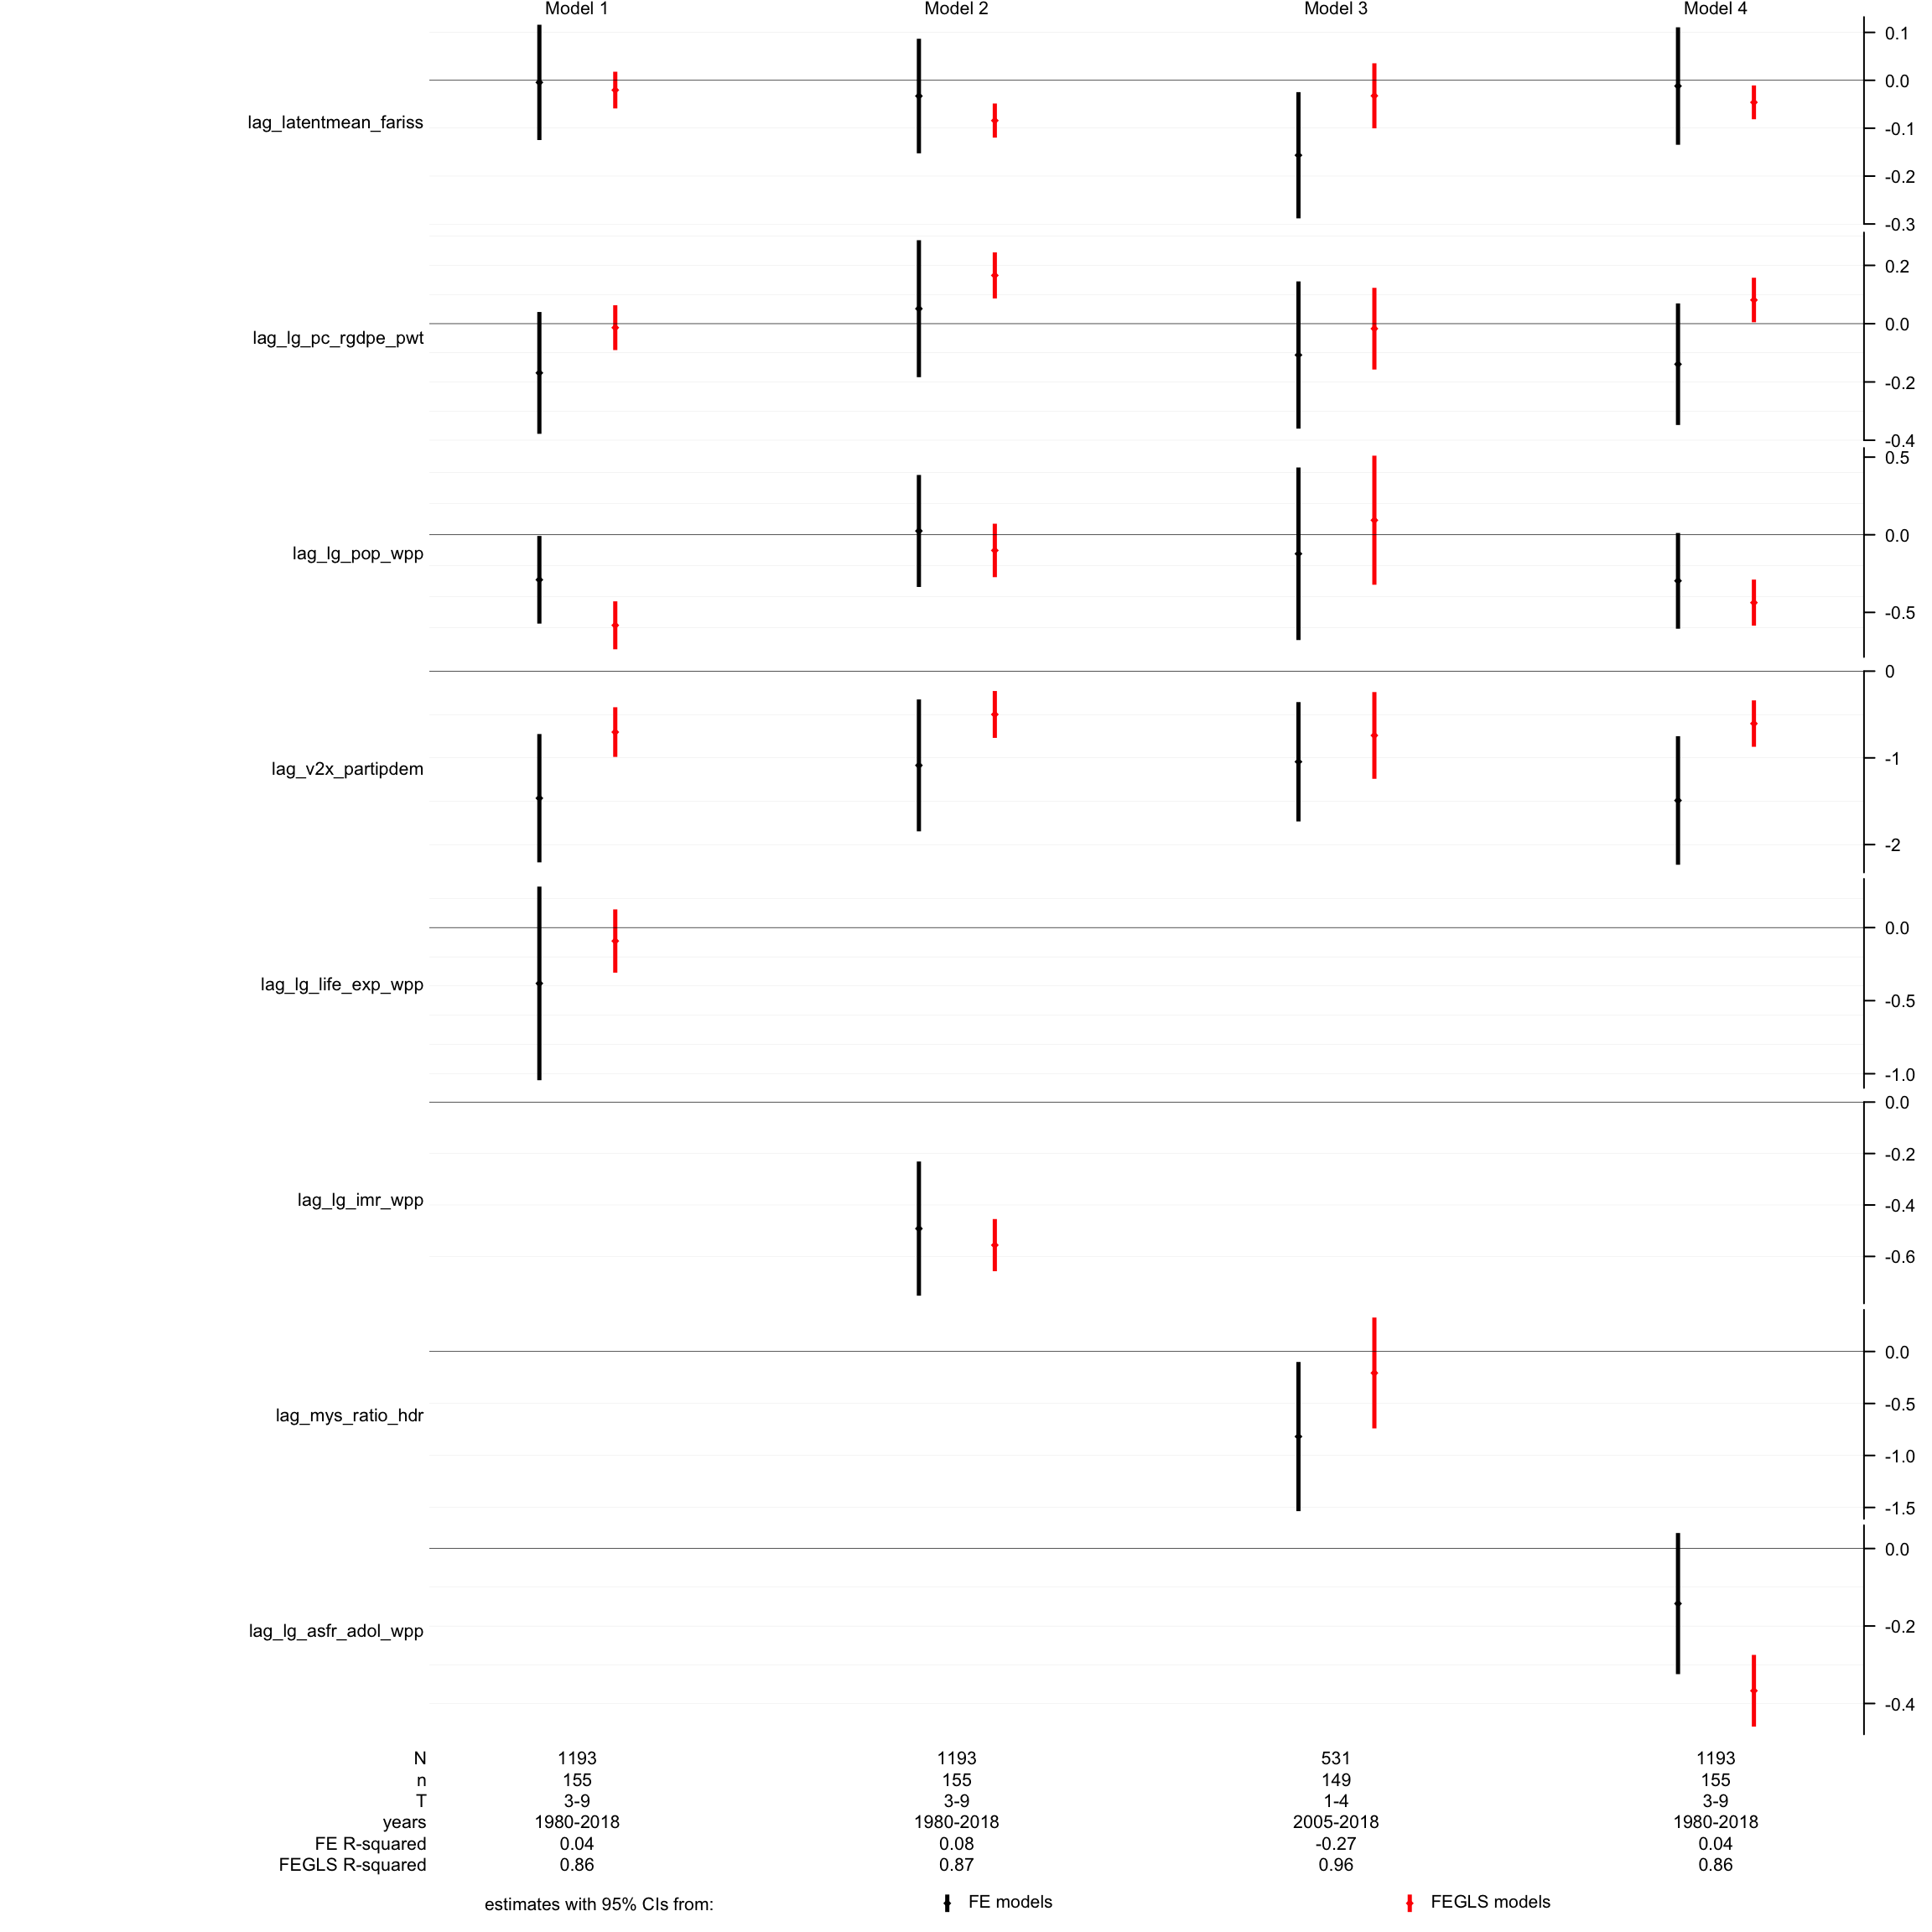 Model 1 Model 2 Model 3 Model 4
0.1
0.0
lag_latentmean_fariss
-0.1
-0.2
-0.3
0.2
0.0
lag_lg_pc_rgdpe_pwt
-0.2
-0.4
0.5
0.0
lag_lg_pop_wpp
-0.5
0
-1
lag_v2x_partipdem
-2
0.0
lag_lg_life_exp_wpp
-0.5
-1.0
0.0
-0.2
lag_lg_imr_wpp
-0.4
-0.6
0.0
-0.5
lag_mys_ratio_hdr
-1.0
-1.5
0.0
-0.2
lag_lg_asfr_adol_wpp
-0.4
N 1193 1193 531 1193
n 155 155 149 155
T 3-9 3-9 1-4 3-9
years 1980-2018 1980-2018 2005-2018 1980-2018
FE R-squared 0.04 0.08 -0.27 0.04
FEGLS R-squared 0.86 0.87 0.96 0.86
estimates with 95% CIs from: FE models FEGLS models